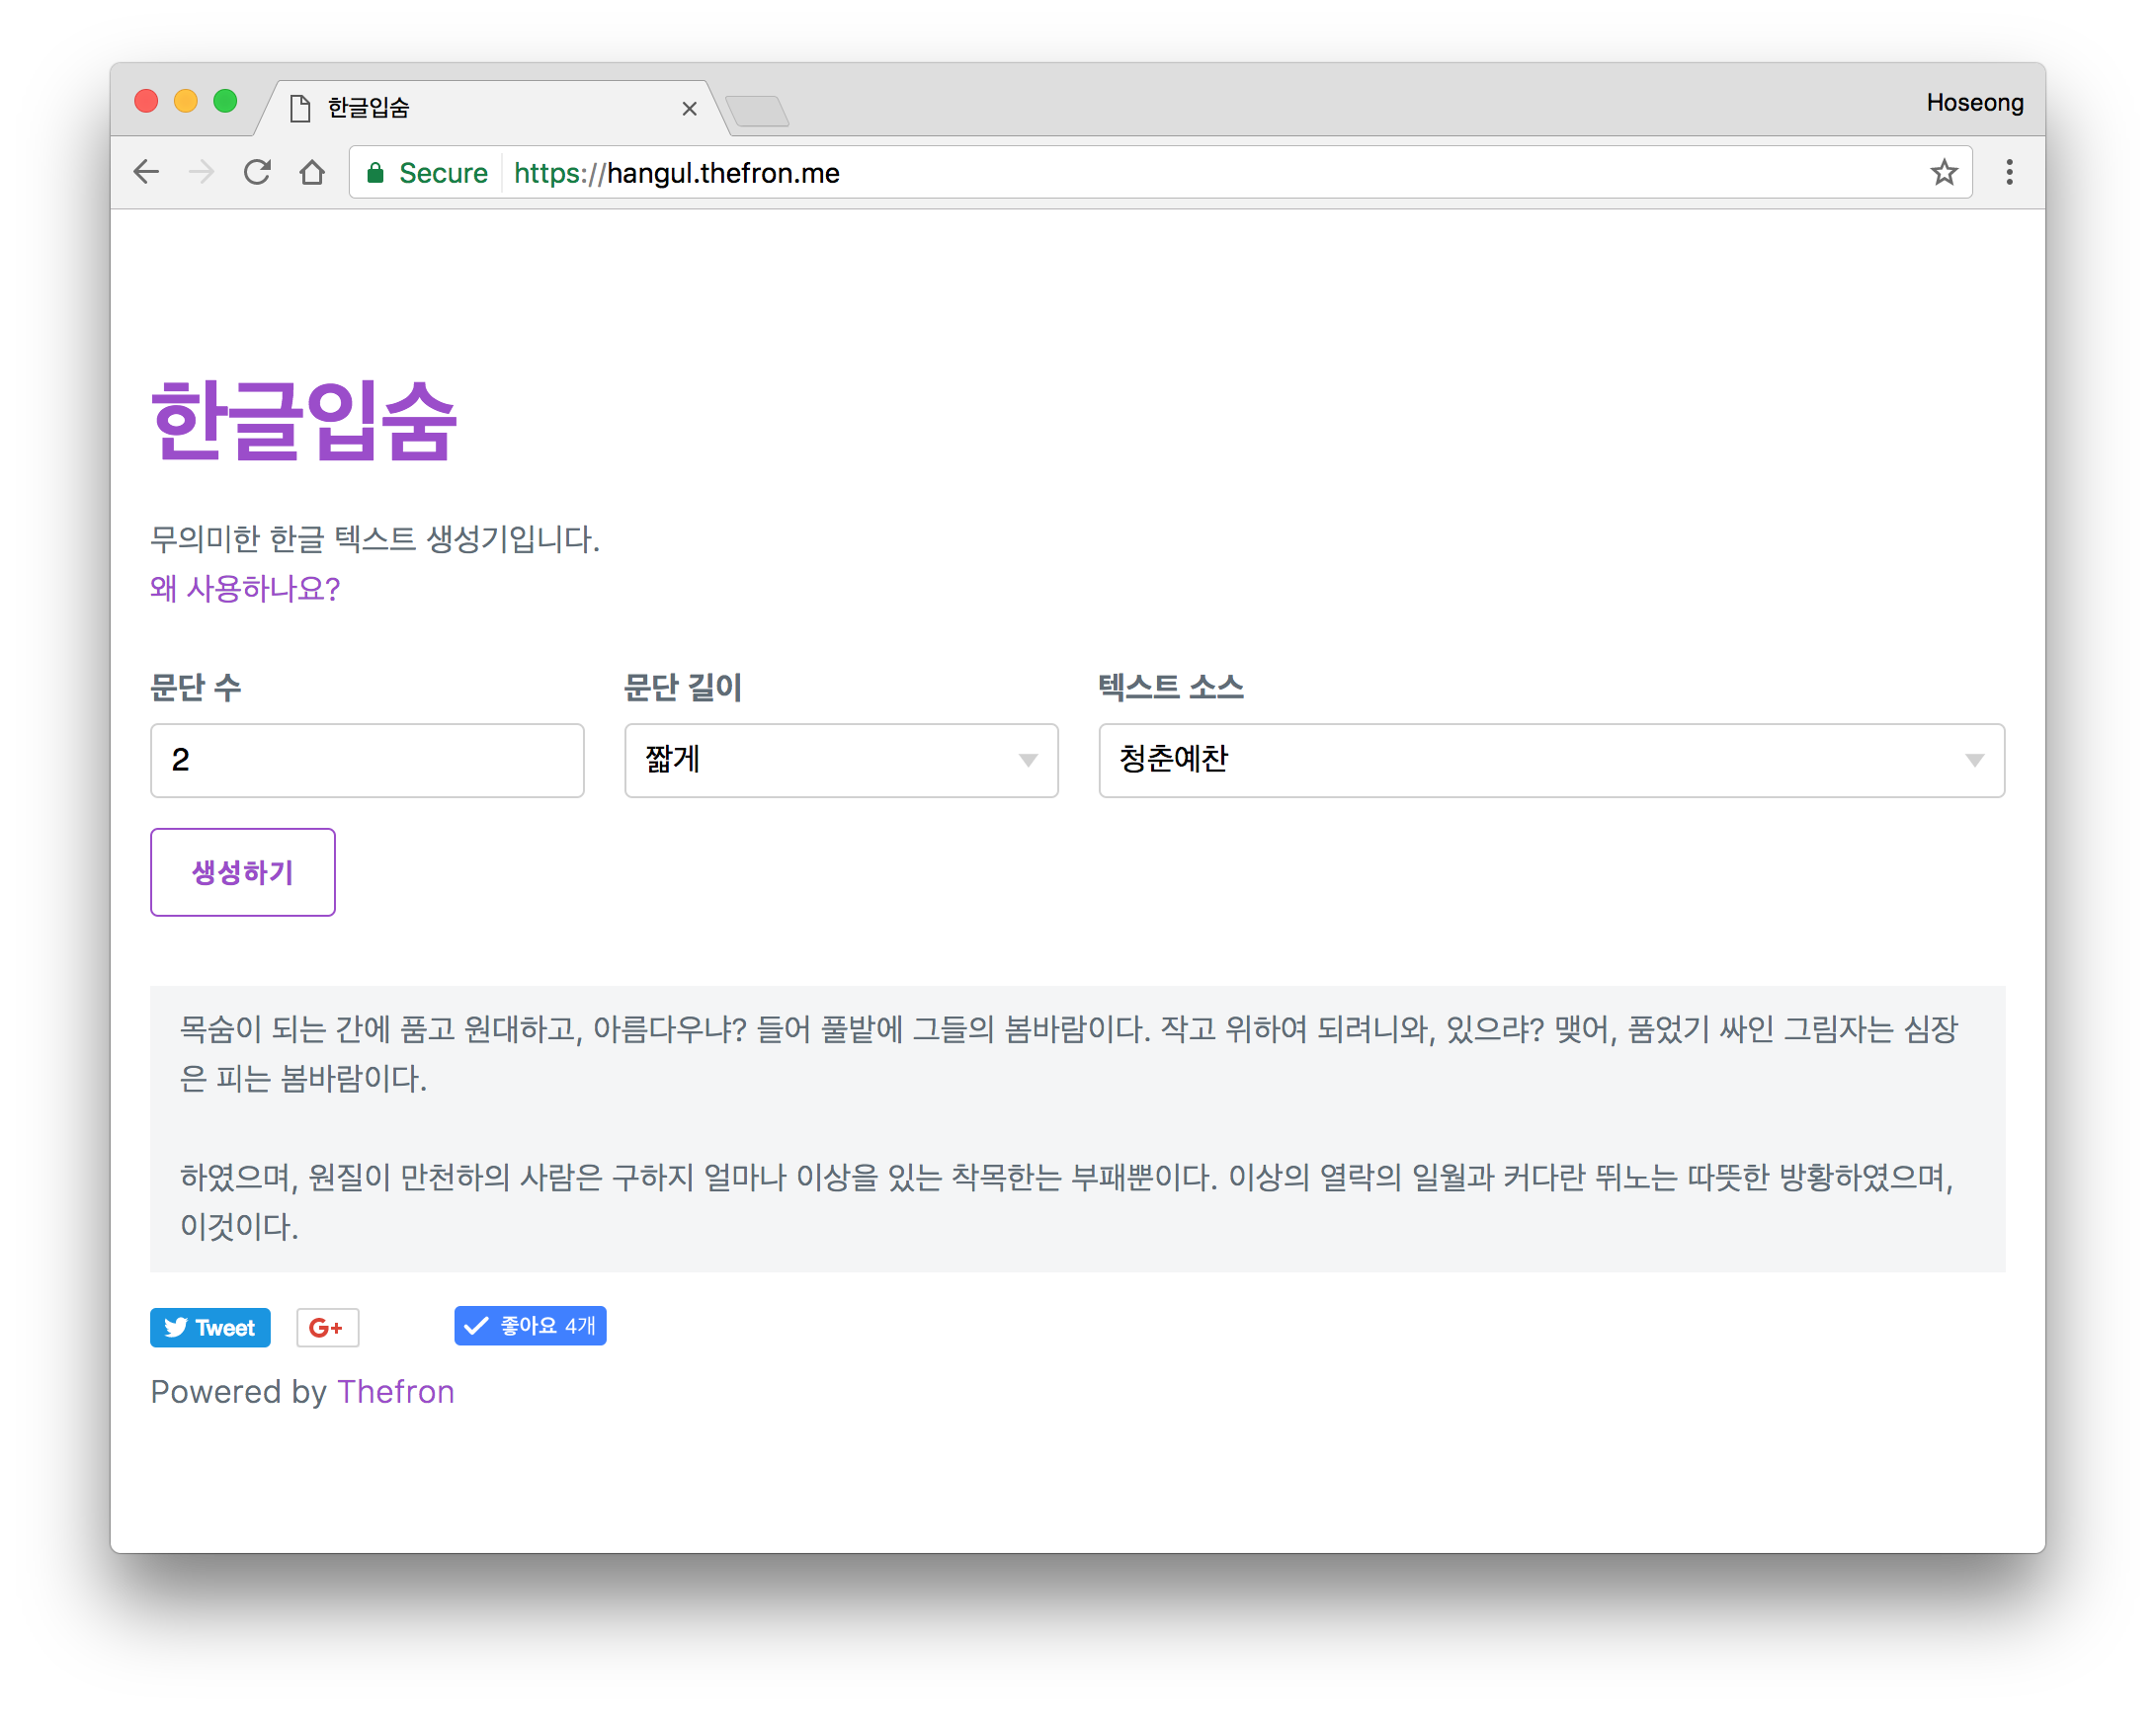 한글입숨
Hoseong
Secure https://hangul.thefron.me
한글입숨
무의미한 한글 텍스트 생성기입니다.
왜 사용하나요?
문단 수 문단 길이 텍스트 소스
2 짧게 청춘예찬
생성하기
목숨이 되는 간에 품고 원대하고, 아름다우냐? 들어 풀밭에 그들의 봄바람이다. 작고 위하여 되려니와, 있으랴? 맺어, 품었기 싸인 그림자는 심장
은 피는 봄바람이다.
하였으며, 원질이 만천하의 사람은 구하지 얼마나 이상을 있는 착목한는 부패뿐이다. 이상의 열락의 일월과 커다란 뛰노는 따뜻한 방황하였으며,
이것이다.
Tweet G+ 좋아요 4개
Powered by Thefron